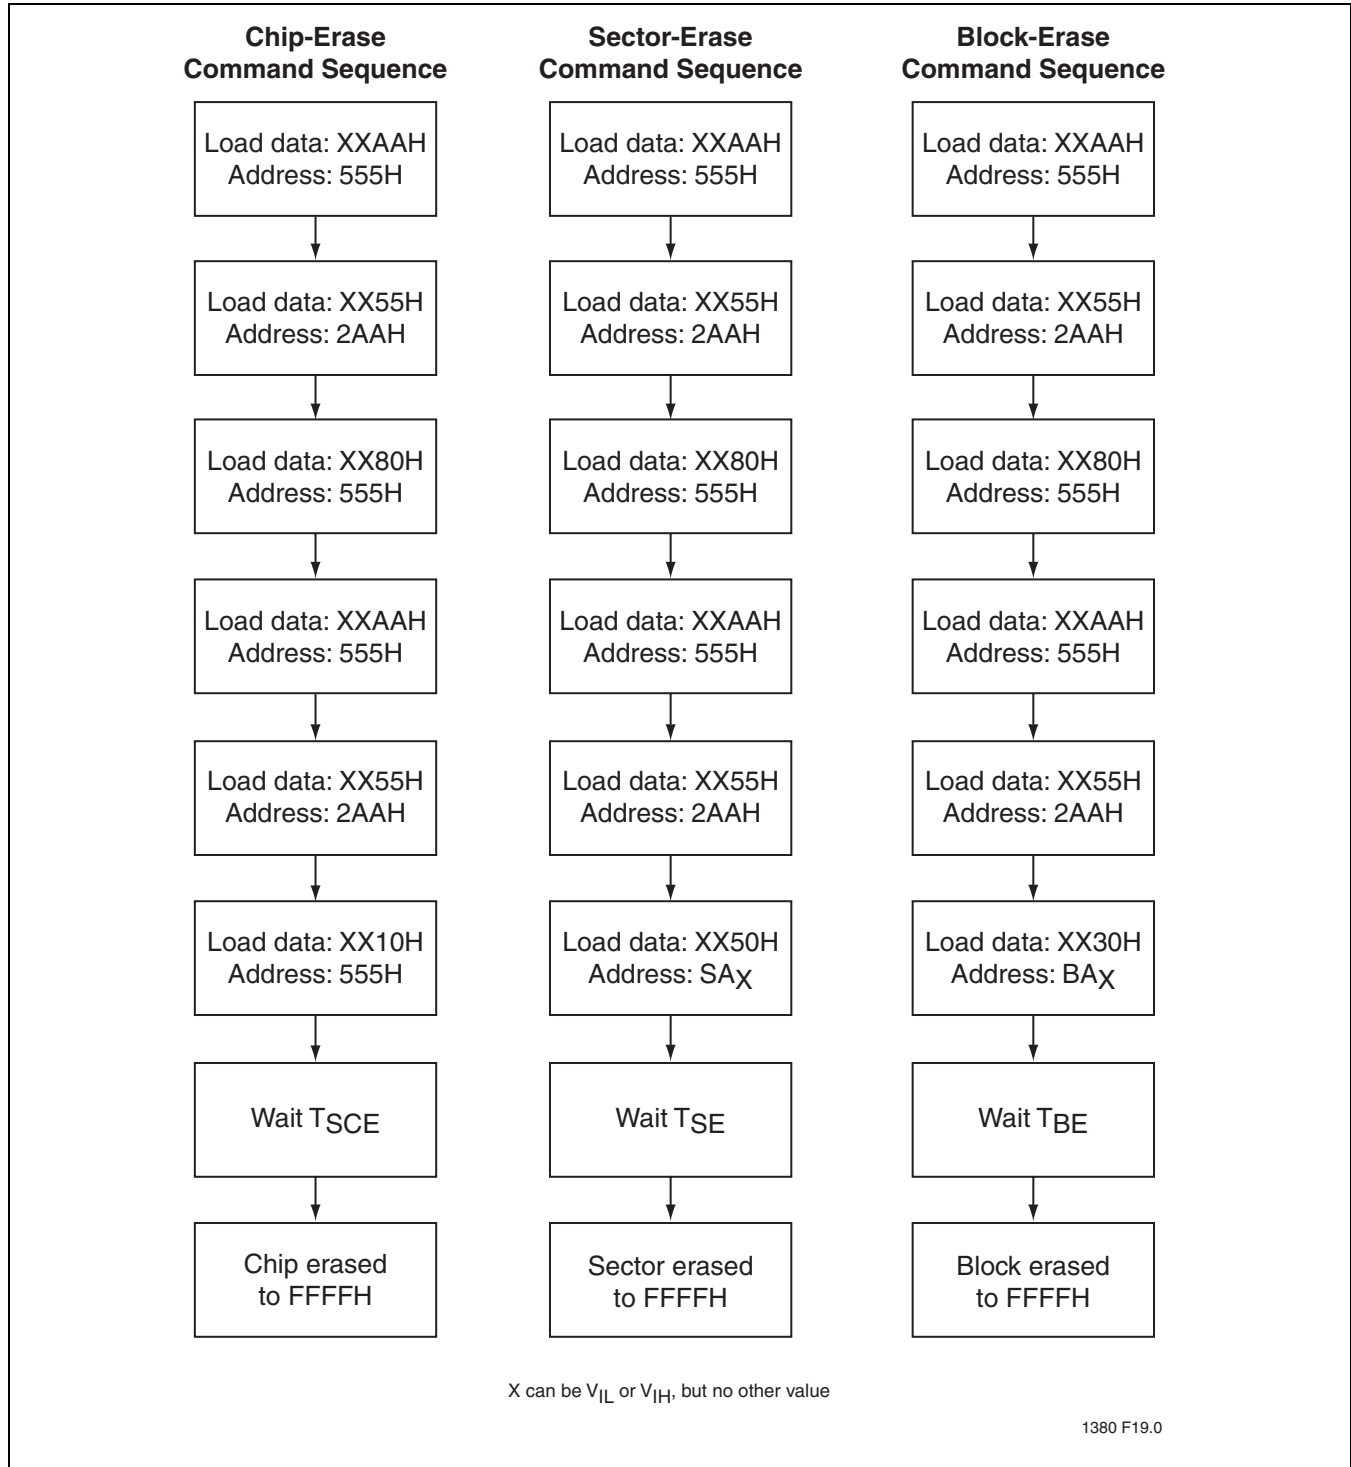 Chip-Erase
Command Sequence
Load data: XXAAH
Address: 555H
Load data: XX55H
Address: 2AAH
Load data: XX80H
Address: 555H
Load data: XXAAH
Address: 555H
Load data: XX55H
Address: 2AAH
Load data: XX10H
Address: 555H
Wait TSCE
Chip erased
to FFFFH
Sector-Erase
Command Sequence
Load data: XXAAH
Address: 555H
Load data: XX55H
Address: 2AAH
Load data: XX80H
Address: 555H
Load data: XXAAH
Address: 555H
Load data: XX55H
Address: 2AAH
Load data: XX50H
Address: SAX
Wait TSE
Sector erased
to FFFFH
Block-Erase
Command Sequence
Load data: XXAAH
Address: 555H
Load data: XX55H
Address: 2AAH
Load data: XX80H
Address: 555H
Load data: XXAAH
Address: 555H
Load data: XX55H
Address: 2AAH
Load data: XX30H
Address: BAX
Wait TBE
Block erased
to FFFFH
X can be VIL or VIH, but no other value
1380 F19.0